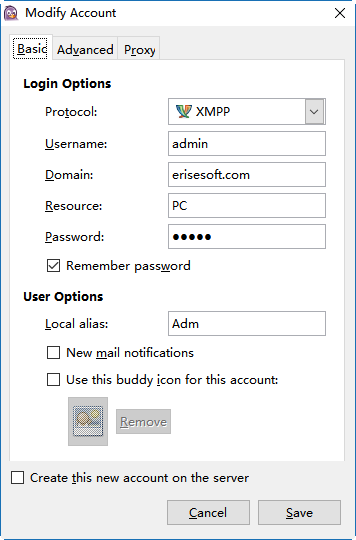 Modify Account
Basic Advanced Proxy
Login Options
Protocol: XMPP
Username: admin
Domain: erisesoft.com
Resource: PC
Password: ●●●●●
Remember password
User Options
Local alias: Adm
New mail notifications
Use this buddy icon for this account:
Remove
Create this new account on the server
Cancel Save